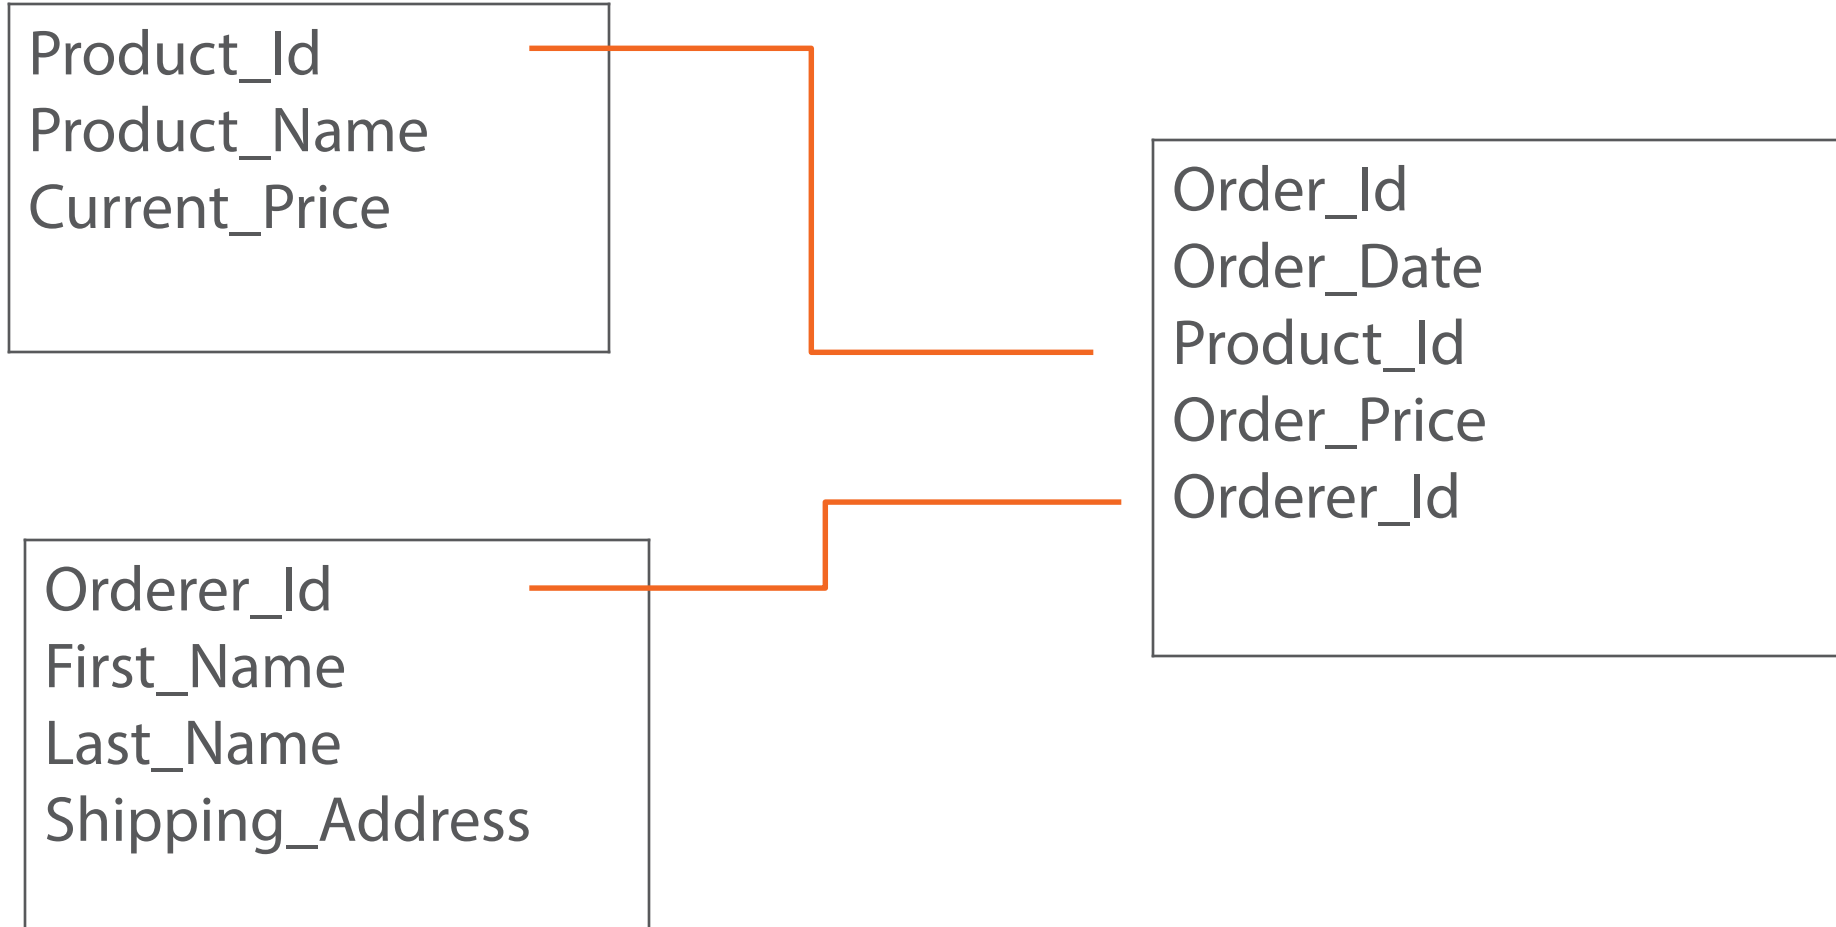 Product_Id
Product_Name
Current_Price
Order_Id
Order_Date
Product_Id
Order_Price
Orderer_Id
Orderer_Id
First_Name
Last_Name
Shipping_Address